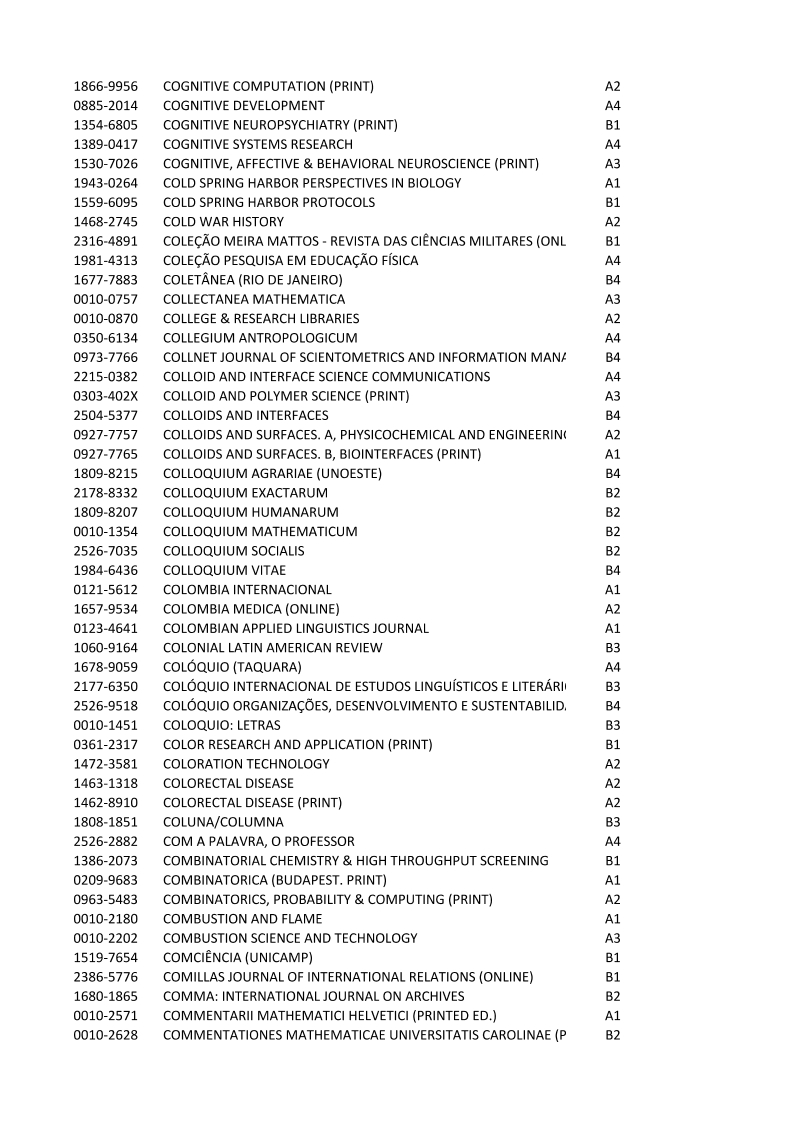 1866-9956 COGNITIVE COMPUTATION (PRINT) A2
0885-2014 COGNITIVE DEVELOPMENT A4
1354-6805 COGNITIVE NEUROPSYCHIATRY (PRINT) B1
1389-0417 COGNITIVE SYSTEMS RESEARCH A4
1530-7026 COGNITIVE, AFFECTIVE & BEHAVIORAL NEUROSCIENCE (PRINT) A3
1943-0264 COLD SPRING HARBOR PERSPECTIVES IN BIOLOGY A1
1559-6095 COLD SPRING HARBOR PROTOCOLS B1
1468-2745 COLD WAR HISTORY A2
2316-4891 COLEÇÃO MEIRA MATTOS - REVISTA DAS CIÊNCIAS MILITARES (ONL B1
1981-4313 COLEÇÃO PESQUISA EM EDUCAÇÃO FÍSICA A4
1677-7883 COLETÂNEA (RIO DE JANEIRO) B4
0010-0757 COLLECTANEA MATHEMATICA A3
0010-0870 COLLEGE & RESEARCH LIBRARIES A2
0350-6134 COLLEGIUM ANTROPOLOGICUM A4
0973-7766 COLLNET JOURNAL OF SCIENTOMETRICS AND INFORMATION MANA B4
2215-0382 COLLOID AND INTERFACE SCIENCE COMMUNICATIONS A4
0303-402X COLLOID AND POLYMER SCIENCE (PRINT) A3
2504-5377 COLLOIDS AND INTERFACES B4
0927-7757 COLLOIDS AND SURFACES. A, PHYSICOCHEMICAL AND ENGINEERING A2
0927-7765 COLLOIDS AND SURFACES. B, BIOINTERFACES (PRINT) A1
1809-8215 COLLOQUIUM AGRARIAE (UNOESTE) B4
2178-8332 COLLOQUIUM EXACTARUM B2
1809-8207 COLLOQUIUM HUMANARUM B2
0010-1354 COLLOQUIUM MATHEMATICUM B2
2526-7035 COLLOQUIUM SOCIALIS B2
1984-6436 COLLOQUIUM VITAE B4
0121-5612 COLOMBIA INTERNACIONAL A1
1657-9534 COLOMBIA MEDICA (ONLINE) A2
0123-4641 COLOMBIAN APPLIED LINGUISTICS JOURNAL A1
1060-9164 COLONIAL LATIN AMERICAN REVIEW B3
1678-9059 COLÓQUIO (TAQUARA) A4
2177-6350 COLÓQUIO INTERNACIONAL DE ESTUDOS LINGUÍSTICOS E LITERÁRI B3
2526-9518 COLÓQUIO ORGANIZAÇÕES, DESENVOLVIMENTO E SUSTENTABILID B4
0010-1451 COLOQUIO: LETRAS B3
0361-2317 COLOR RESEARCH AND APPLICATION (PRINT) B1
1472-3581 COLORATION TECHNOLOGY A2
1463-1318 COLORECTAL DISEASE A2
1462-8910 COLORECTAL DISEASE (PRINT) A2
1808-1851 COLUNA/COLUMNA B3
2526-2882 COM A PALAVRA, O PROFESSOR A4
1386-2073 COMBINATORIAL CHEMISTRY & HIGH THROUGHPUT SCREENING B1
0209-9683 COMBINATORICA (BUDAPEST. PRINT) A1
0963-5483 COMBINATORICS, PROBABILITY & COMPUTING (PRINT) A2
0010-2180 COMBUSTION AND FLAME A1
0010-2202 COMBUSTION SCIENCE AND TECHNOLOGY A3
1519-7654 COMCIÊNCIA (UNICAMP) B1
2386-5776 COMILLAS JOURNAL OF INTERNATIONAL RELATIONS (ONLINE) B1
1680-1865 COMMA: INTERNATIONAL JOURNAL ON ARCHIVES B2
0010-2571 COMMENTARII MATHEMATICI HELVETICI (PRINTED ED.) A1
0010-2628 COMMENTATIONES MATHEMATICAE UNIVERSITATIS CAROLINAE (P B2